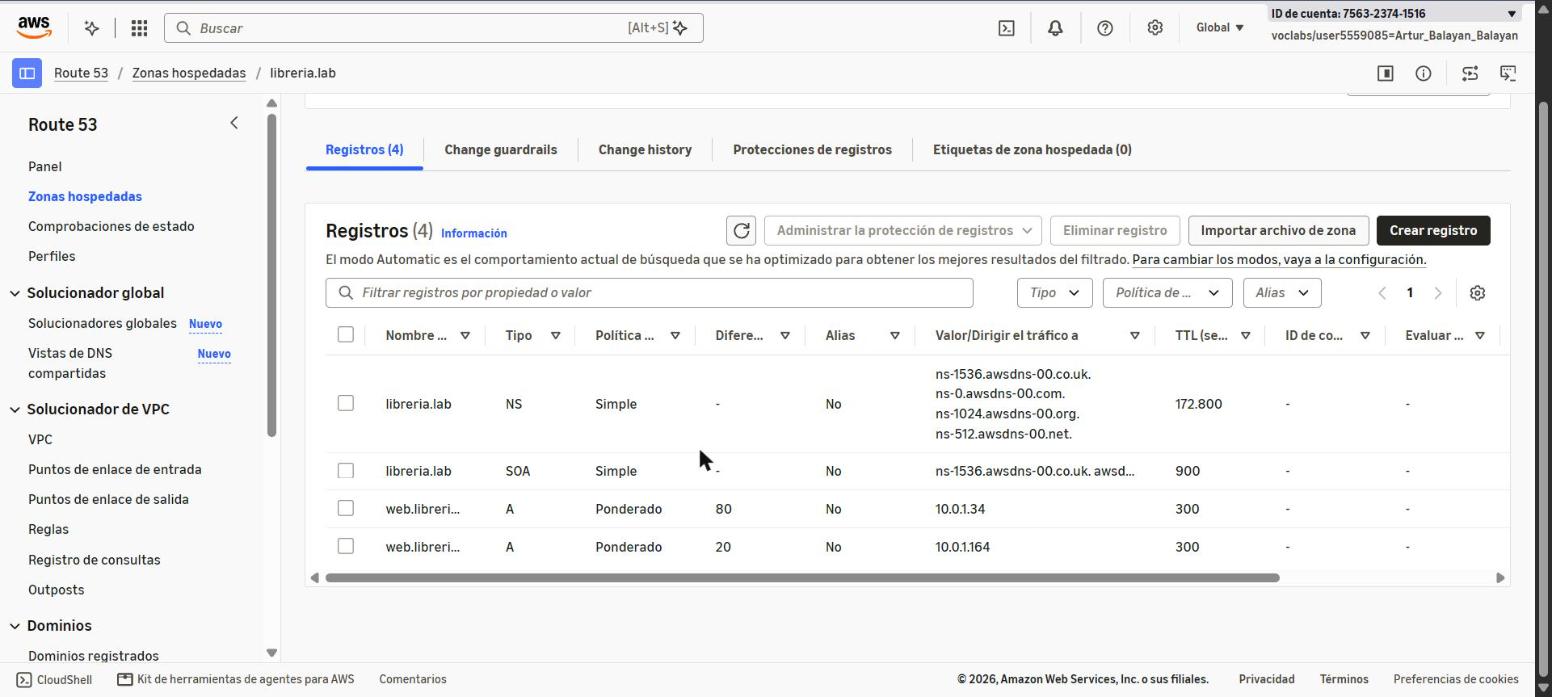 aws
Buscar
[Alt+S]
Global
ID de cuenta: 7563-2374-1516
voclabs/user5559085=Artur_Balayan_Balayan
Route 53 / Zonas hospedadas / libreria.lab
Route 53
Panel
Zonas hospedadas
Comprobaciones de estado
Perfiles
Solucionador global
Solucionadores globales Nuevo
Vistas de DNS compartidas Nuevo
Solucionador de VPC
VPC
Puntos de enlace de entrada
Puntos de enlace de salida
Reglas
Registro de consultas
Outposts
Dominios
Dominios registrados
Registros (4) Change guardrails Change history Protecciones de registros Etiquetas de zona hospedada (0)
Registros (4) Información
Administrar la protección de registros Eliminar registro Importar archivo de zona Crear registro
El modo Automatic es el comportamiento actual de búsqueda que se ha optimizado para obtener los mejores resultados del filtrado. Para cambiar los modos, vaya a la configuración.
Filtrar registros por propiedad o valor
Tipo Política de ... Alias 1
Nombre ... Tipo Política ... Difere... Alias Valor/Dirigir el tráfico a TTL (se... ID de co... Evaluar ...
libreria.lab NS Simple - No ns-1536.awsdns-00.co.uk.
ns-0.awsdns-00.com.
ns-1024.awsdns-00.org.
ns-512.awsdns-00.net. 172.800 - -
libreria.lab SOA Simple - No ns-1536.awsdns-00.co.uk. awsd... 900 - -
web.libreri... A Ponderado 80 No 10.0.1.34 300 - -
web.libreri... A Ponderado 20 No 10.0.1.164 300 - -
CloudShell Kit de herramientas de agentes para AWS Comentarios © 2026, Amazon Web Services, Inc. o sus filiales. Privacidad Términos Preferencias de cookies